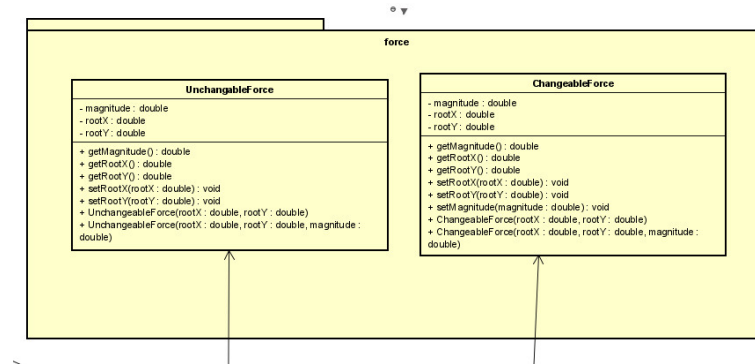 force
UnchangableForce
- magnitude : double
- rootX : double
- rootY : double
+ getMagnitude() : double
+ getRootX() : double
+ getRootY() : double
+ setRootX(rootX : double) : void
+ setRootY(rootY : double) : void
+ UnchangeableForce(rootX : double, rootY : double)
+ UnchangeableForce(rootX : double, rootY : double, magnitude :
double)
ChangeableForce
- magnitude : double
- rootX : double
- rootY : double
+ getMagnitude() : double
+ getRootX() : double
+ getRootY() : double
+ setRootX(rootX : double) : void
+ setRootY(rootY : double) : void
+ setMagnitude(magnitude : double) : void
+ ChangeableForce(rootX : double, rootY : double)
+ ChangeableForce(rootX : double, rootY : double, magnitude :
double)